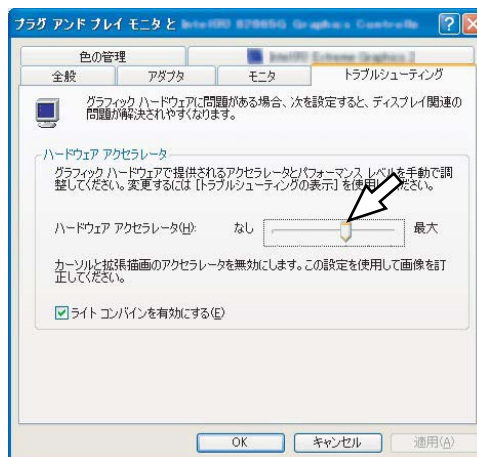 プラグ アンド プレイ モニタ と
色の管理
全般
アダプタ
モニタ
トラブルシューティング
グラフィック ハードウェアに問題がある場合、次を設定すると、ディスプレイ関連の
問題が解決されやすくなります。
ハードウェア アクセラレータ
グラフィック ハードウェアで提供されるアクセラレータとパフォーマンス レベルを手動で調
整してください。変更するには [トラブルシューティングの表示] を使用し ださい。
ハードウェア アクセラレータ(H):
なし
最大
カーソルと拡張描画のアクセラレータを無効にします。この設定を使用して画像を訂
正してください。
ライト コンバインを有効にする(E)
OK
キャンセル
適用(A)